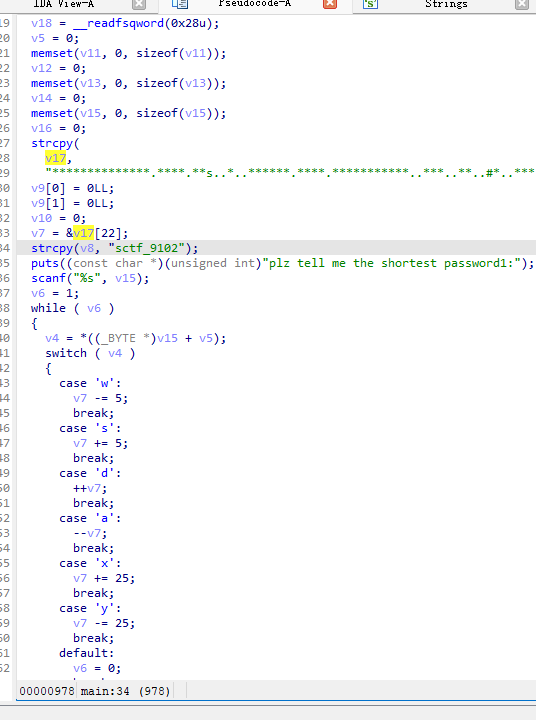 IDA View-A Pseudocode-A Strings
19 v18 = __readfsqword(0x28u);
20 v5 = 0;
21 memset(v11, 0, sizeof(v11));
22 v12 = 0;
23 memset(v13, 0, sizeof(v13));
24 v14 = 0;
25 memset(v15, 0, sizeof(v15));
26 v16 = 0;
27 strcpy(
28 v17,
29 "**************.****.**s..*..******.****.***********..***..**..#*..***
30 v9[0] = 0LL;
31 v9[1] = 0LL;
32 v10 = 0;
33 v7 = &v17[22];
34 strcpy(v8, "sctf_9102");
35 puts((const char *)(unsigned int)"plz tell me the shortest password1:");
36 scanf("%s", v15);
37 v6 = 1;
38 while ( v6 )
39 {
40 v4 = *((_BYTE *)v15 + v5);
41 switch ( v4 )
42 {
43 case 'w':
44 v7 -= 5;
45 break;
46 case 's':
47 v7 += 5;
48 break;
49 case 'd':
50 ++v7;
51 break;
52 case 'a':
53 --v7;
54 break;
55 case 'x':
56 v7 += 25;
57 break;
58 case 'y':
59 v7 -= 25;
60 break;
61 default:
62 v6 = 0;
00000978 main:34 (978)